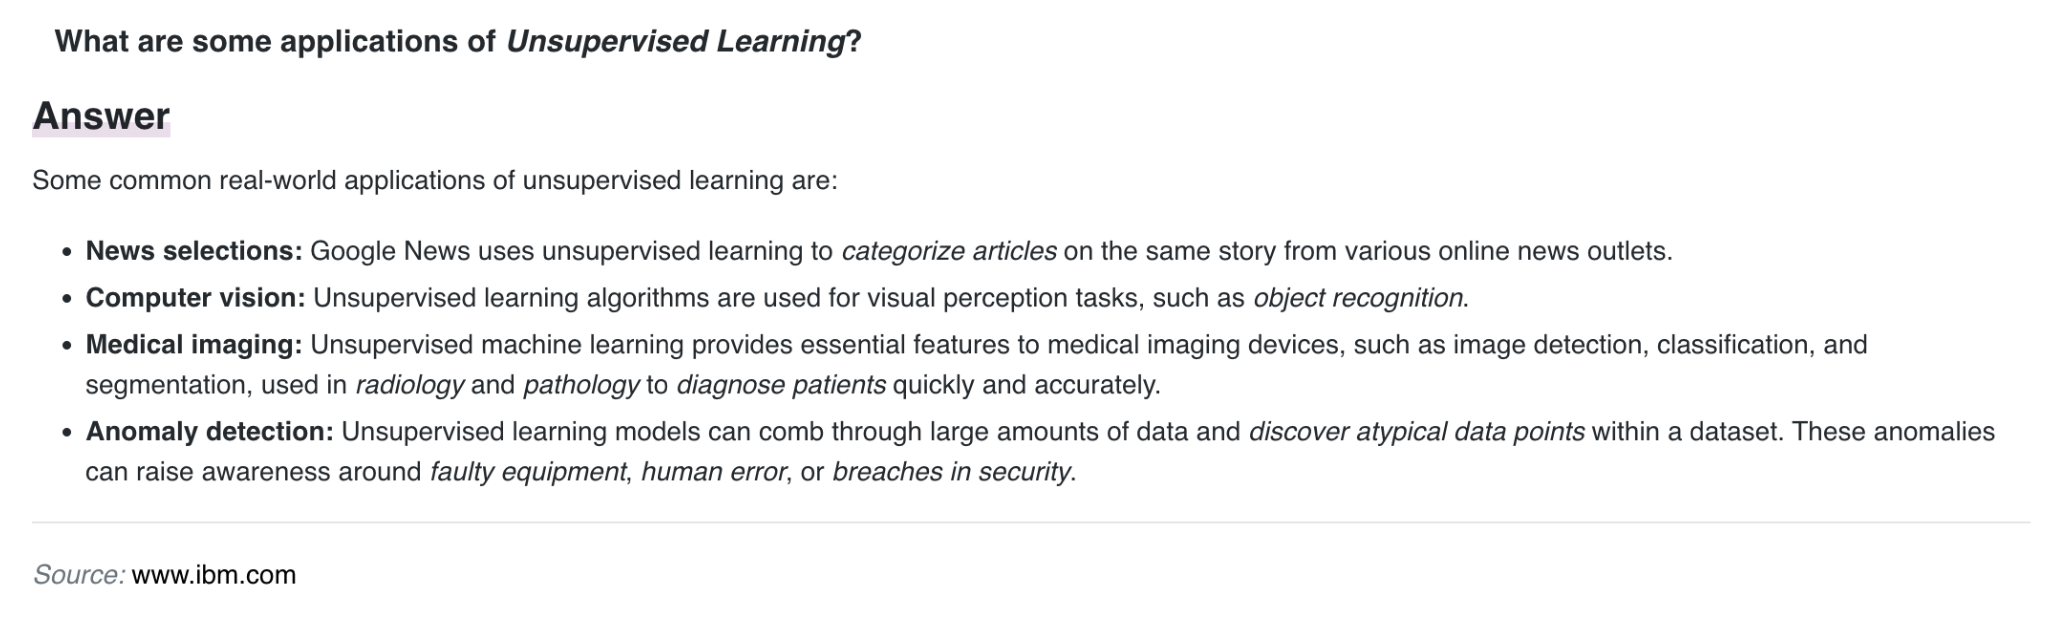 What are some applications of Unsupervised Learning?
Answer
Some common real-world applications of unsupervised learning are:
• News selections: Google News uses unsupervised learning to categorize articles on the same story from various online news outlets.
• Computer vision: Unsupervised learning algorithms are used for visual perception tasks, such as object recognition.
• Medical imaging: Unsupervised machine learning provides essential features to medical imaging devices, such as image detection, classification, and
segmentation, used in radiology and pathology to diagnose patients quickly and accurately.
• Anomaly detection: Unsupervised learning models can comb through large amounts of data and discover atypical data points within a dataset. These anomalies
can raise awareness around faulty equipment, human error, or breaches in security.
Source: www.ibm.com